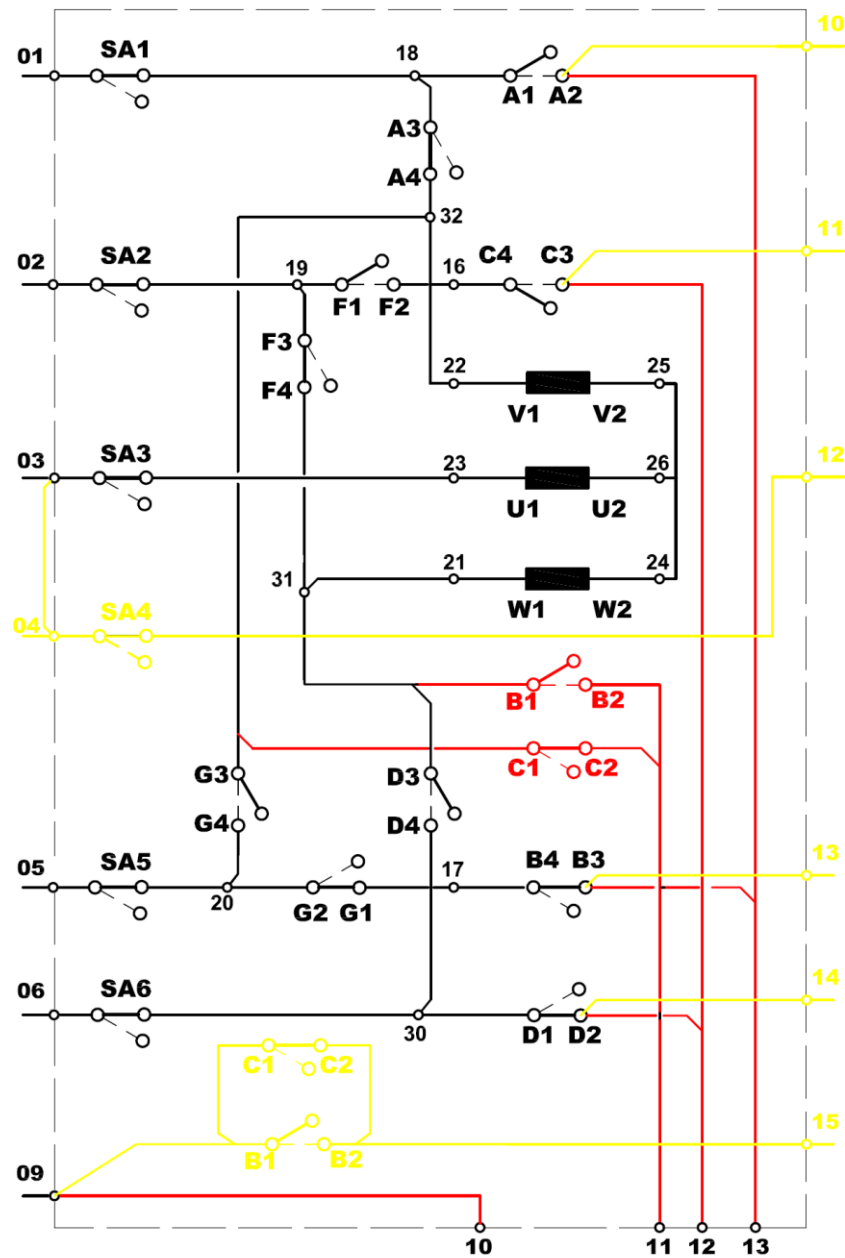 10
01 SA1 18
A1 A2
A3
A4
32
11
02 SA2 19 16 C4 C3
F1 F2
F3
F4
22 25
V1 V2
12
03 SA3 23 26
U1 U2
31 21 24
W1 W2
04 SA4
B1 B2
C1 C2
G3 D3
G4 D4
13
05 SA5 17 B4 B3
20 G2 G1
14
06 SA6
30 D1 D2
C1 C2
15
B1 B2
09
10 11 12 13